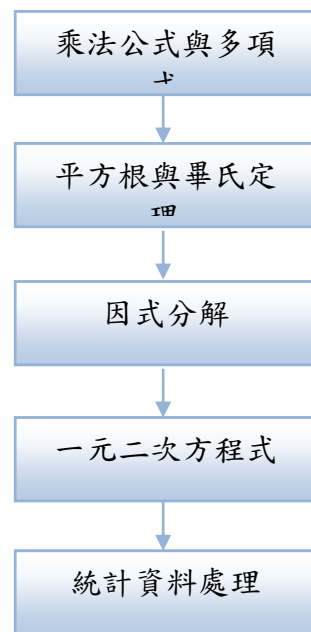 乘法公式與多項
平方根與畢氏定
因式分解
一元二次方程式
統計資料處理